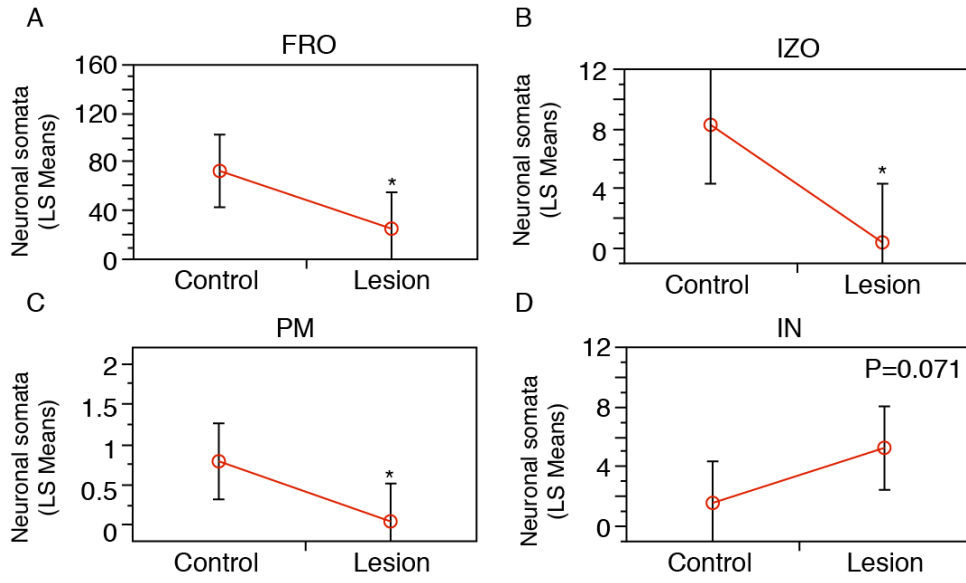 A
FRO
Neuronal somata
(LS Means)
160
120
80
40
0
*
Control
Lesion
B
IZO
Neuronal somata
(LS Means)
12
8
4
0
*
Control
Lesion
C
PM
Neuronal somata
(LS Means)
2
1.5
1
0.5
0
*
Control
Lesion
D
IN
Neuronal somata
(LS Means)
12
8
4
0
P=0.071
Control
Lesion